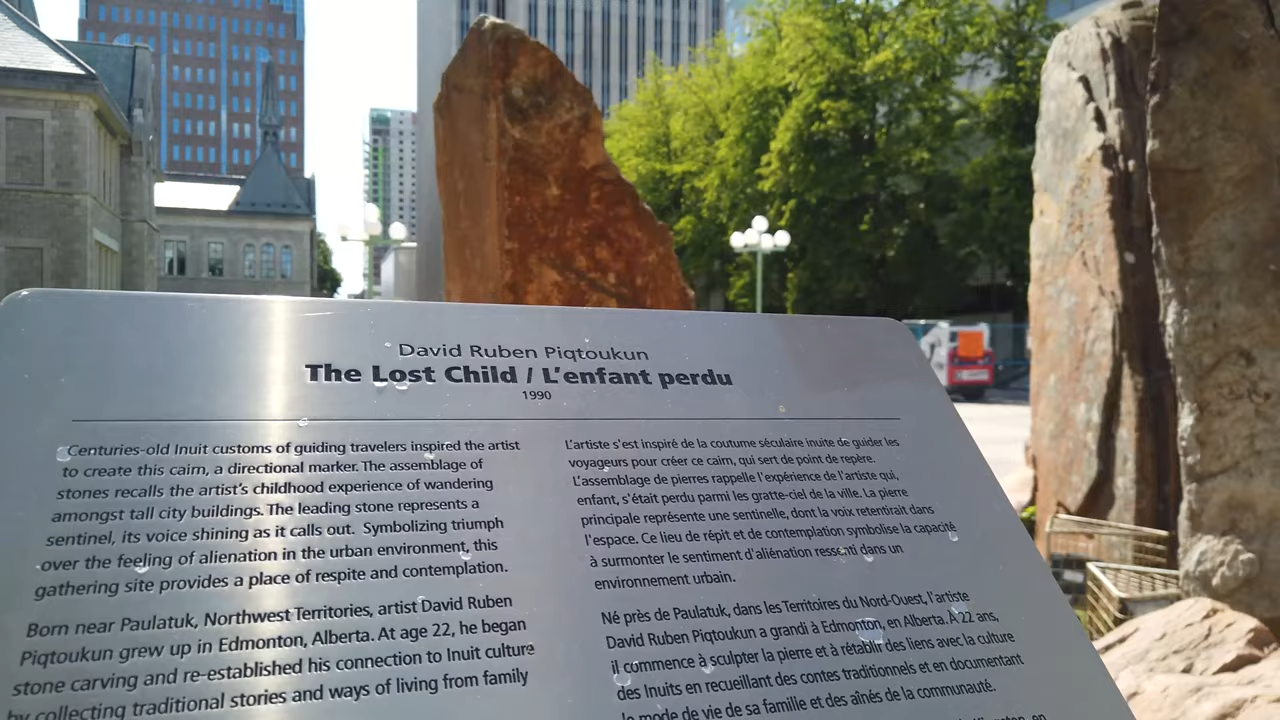 David Ruben Piqtoukun
The Lost Child / L'enfant perdu
1990
Centuries-old Inuit customs of guiding travelers inspired the artist
to create this cairn, a directional marker. The assemblage of
stones recalls the artist's childhood experience of wandering
amongst tall city buildings. The leading stone represents a
sentinel, its voice shining as it calls out. Symbolizing triumph
over the feeling of alienation in the urban environment, this
gathering site provides a place of respite and contemplation.
Born near Paulatuk, Northwest Territories, artist David Ruben
Piqtoukun grew up in Edmonton, Alberta. At age 22, he began
stone carving and re-established his connection to Inuit culture
by collecting traditional stories and ways of living from family
L'artiste s'est inspiré de la coutume séculaire inuite de guider les
voyageurs pour créer ce cairn, qui sert de point de repère.
L'assemblage de pierres rappelle l'expérience de l'artiste qui,
enfant, s'était perdu parmi les gratte-ciel de la ville. La pierre
principale représente une sentinelle, dont la voix retentirait dans
l'espace. Ce lieu de répit et de contemplation symbolise la capacité
à surmonter le sentiment d'aliénation ressenti dans un
environnement urbain.
Né près de Paulatuk, dans les Territoires du Nord-Ouest, l'artiste
David Ruben Piqtoukun a grandi à Edmonton, en Alberta. À 22 ans,
il commence à sculpter la pierre et à rétablir des liens avec la culture
des Inuits en recueillant des contes traditionnels et en documentant
le mode de vie de sa famille et des aînés de la communauté.
en